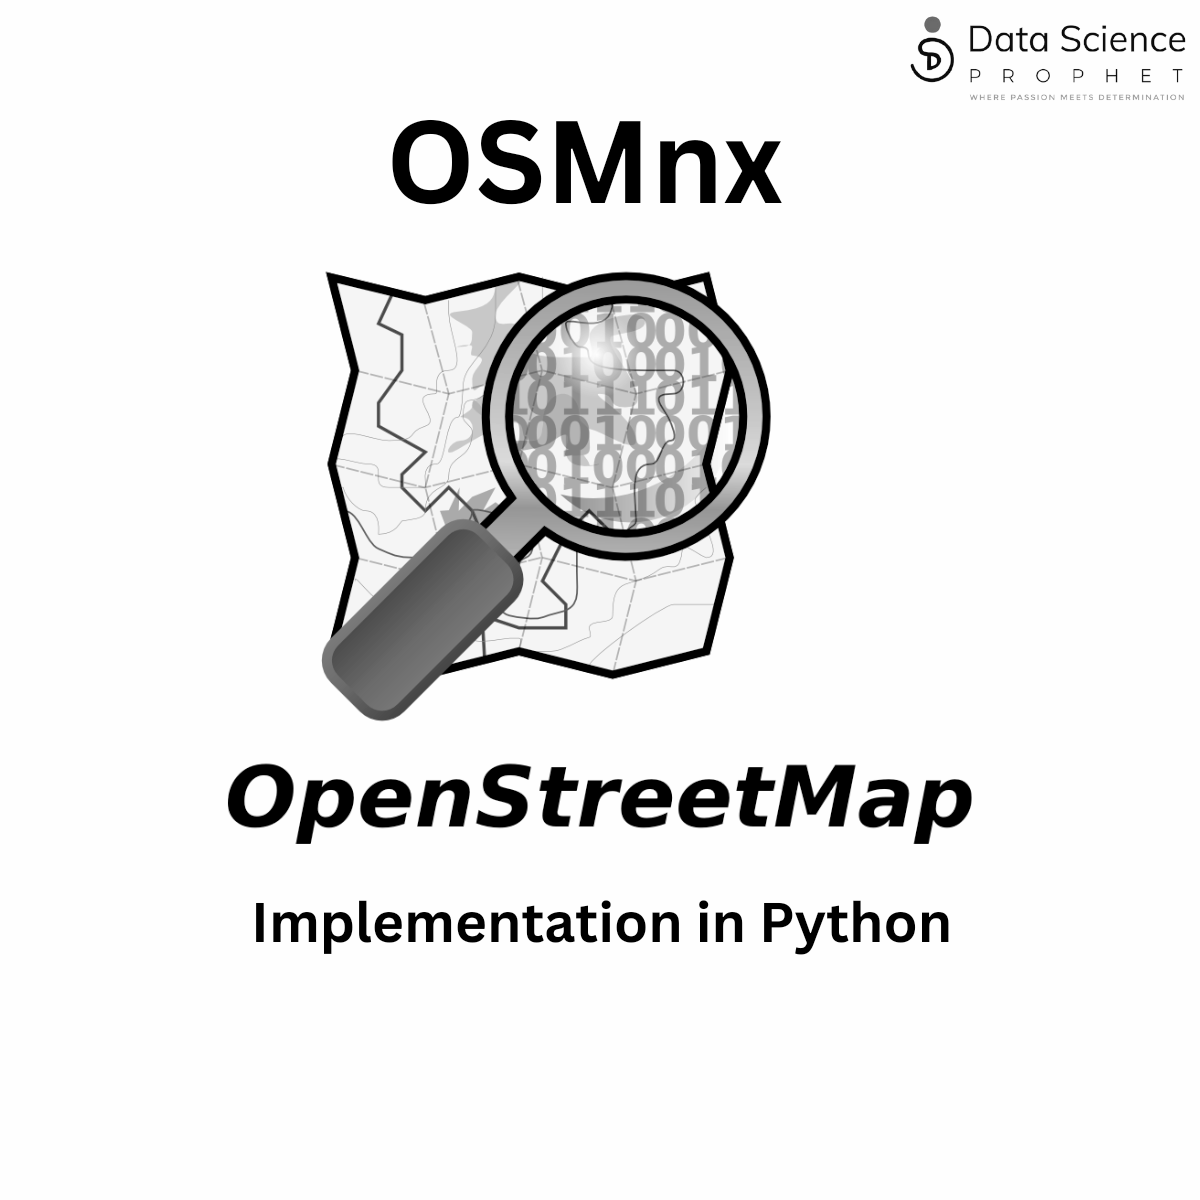 Data Science
PROPHET
WHERE PASSION MEETS DETERMINATION
OSMnx
OpenStreetMap
Implementation in Python